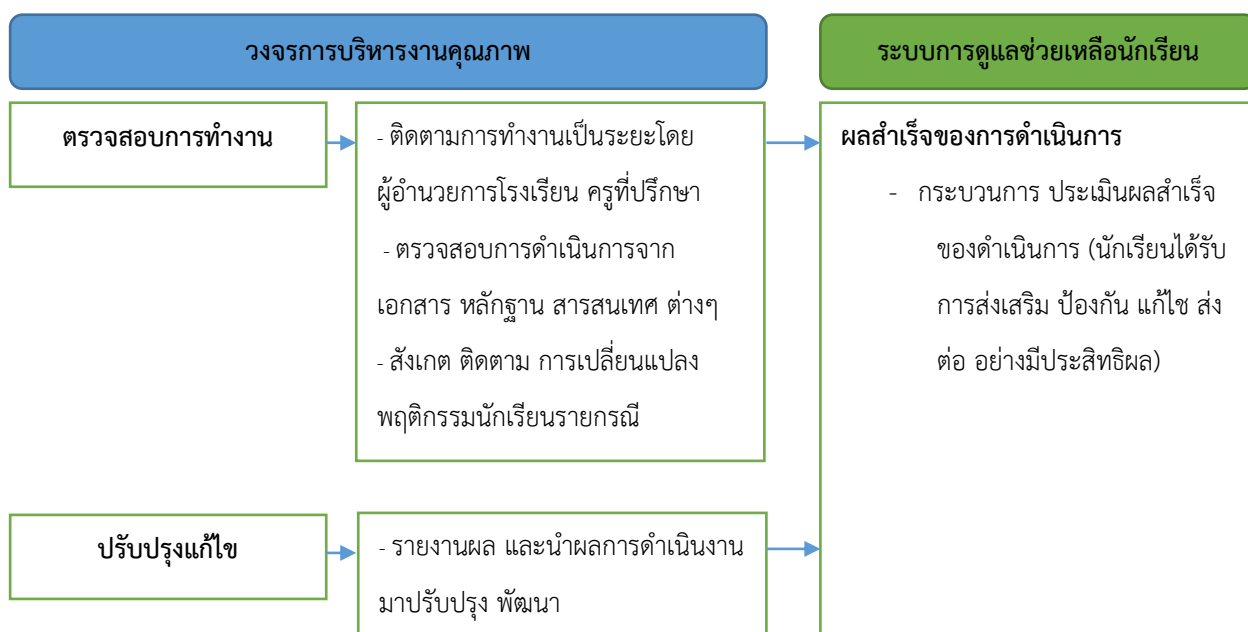 วงจรการบริหารงานคุณภาพ
ระบบการดูแลช่วยเหลือนักเรียน
ตรวจสอบการทำงาน
- ติดตามการทำงานเป็นระยะโดย
ผู้อำนวยการโรงเรียน ครูที่ปรึกษา
- ตรวจสอบการดำเนินการจาก
เอกสาร หลักฐาน สารสนเทศ ต่างๆ
- สังเกต ติดตาม การเปลี่ยนแปลง
พฤติกรรมนักเรียนรายกรณี
ผลสำเร็จของการดำเนินการ
- กระบวนการ ประเมินผลสำเร็จ
ของดำเนินการ (นักเรียนได้รับ
การส่งเสริม ป้องกัน แก้ไช ส่ง
ต่อ อย่างมีประสิทธิผล)
ปรับปรุงแก้ไข
- รายงานผล และนำผลการดำเนินงาน
มาปรับปรุง พัฒนา